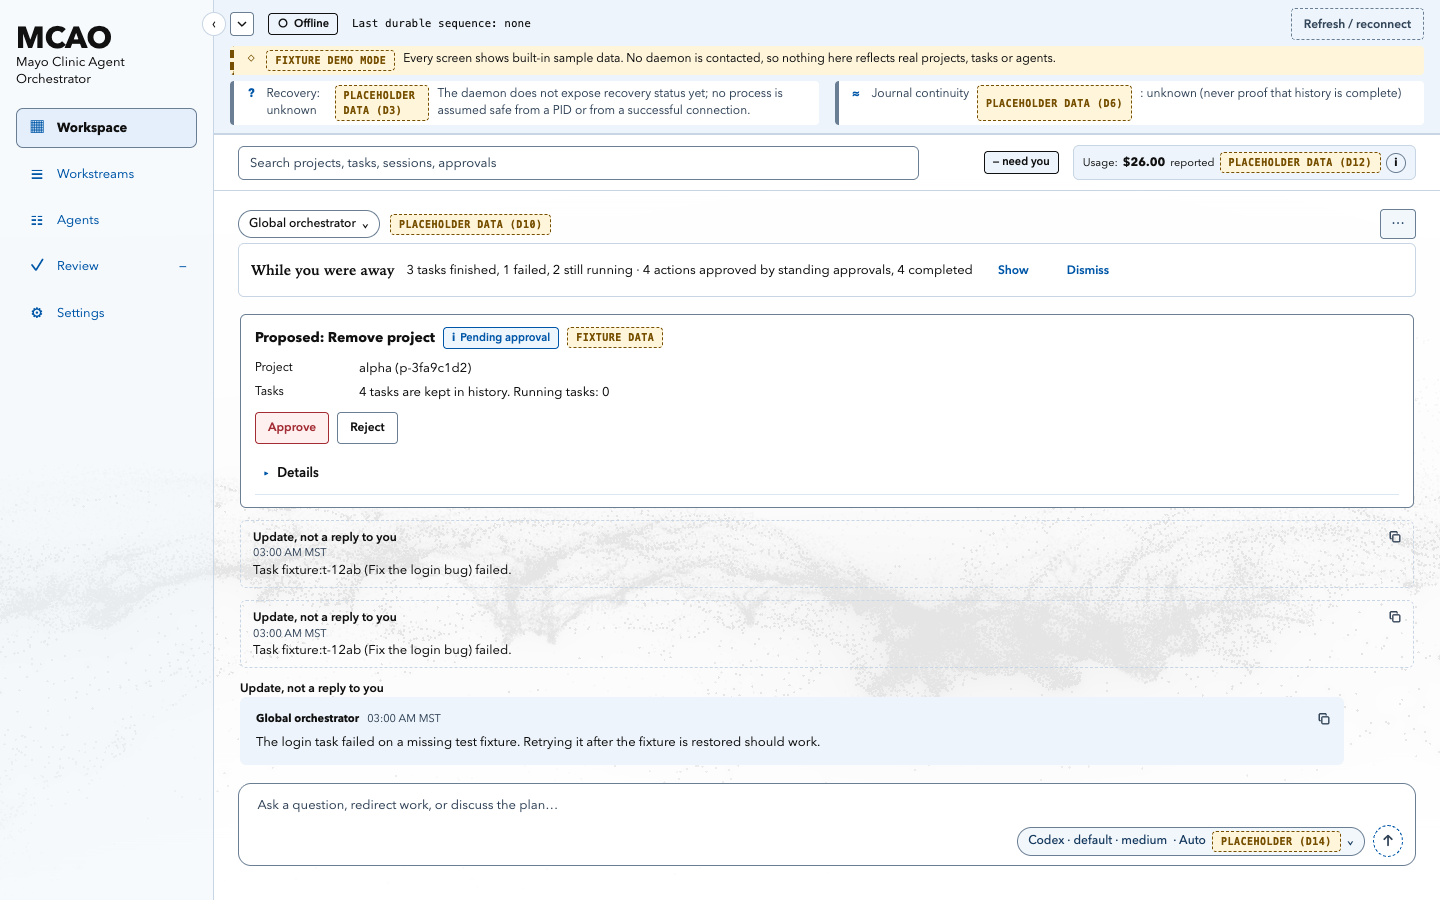 MCAO
Mayo Clinic Agent
Orchestrator
Workspace
Workstreams
Agents
Review –
Settings
Offline
Last durable sequence: none
Refresh / reconnect
FIXTURE DEMO MODE Every screen shows built-in sample data. No daemon is contacted, so nothing here reflects real projects, tasks or agents.
? Recovery: unknown
PLACEHOLDER DATA (D3)
The daemon does not expose recovery status yet; no process is
assumed safe from a PID or from a successful connection.
≈ Journal continuity PLACEHOLDER DATA (D6) : unknown (never proof that history is complete)
Search projects, tasks, sessions, approvals
– need you
Usage: $26.00 reported PLACEHOLDER DATA (D12) i
Global orchestrator PLACEHOLDER DATA (D10)
...
While you were away 3 tasks finished, 1 failed, 2 still running · 4 actions approved by standing approvals, 4 completed Show Dismiss
Proposed: Remove project i Pending approval FIXTURE DATA
Project alpha (p-3fa9c1d2)
Tasks 4 tasks are kept in history. Running tasks: 0
Approve Reject
Details
Update, not a reply to you
03:00 AM MST
Task fixture:t-12ab (Fix the login bug) failed.
Update, not a reply to you
03:00 AM MST
Task fixture:t-12ab (Fix the login bug) failed.
Update, not a reply to you
Global orchestrator 03:00 AM MST
The login task failed on a missing test fixture. Retrying it after the fixture is restored should work.
Ask a question, redirect work, or discuss the plan…
Codex · default · medium · Auto PLACEHOLDER (D14)